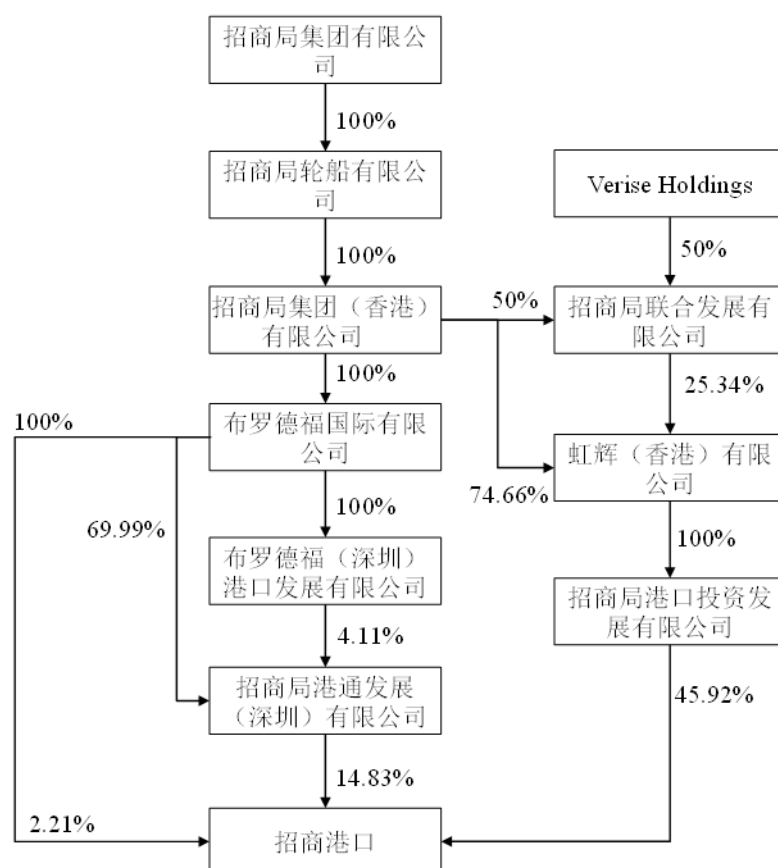 招商局集团有限公
司
100%
招商局轮船有限公
司
Verise Holdings
100%
50%
招商局集团（香港）
有限公司
50%
招商局联合发展有
限公司
100%
25.34%
100%
布罗德福国际有限
公司
虹辉（香港）有限
公司
74.66%
69.99%
100%
100%
布罗德福（深圳）
港口发展有限公司
招商局港口投资发
展有限公司
4.11%
招商局港通发展
（深圳）有限公司
45.92%
14.83%
2.21%
招商港口